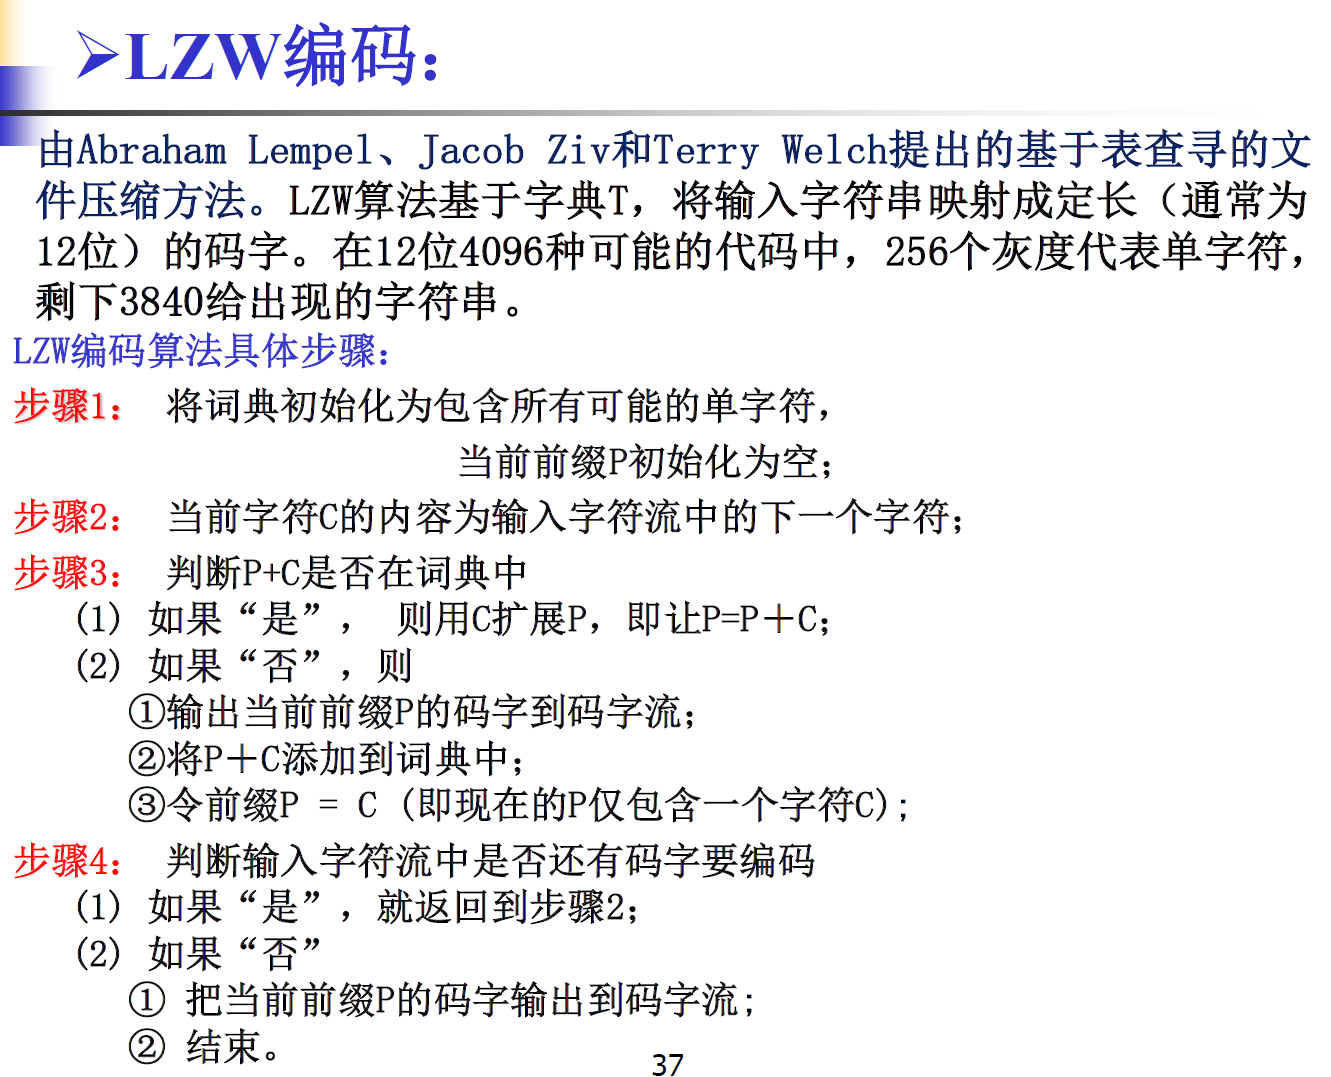 ➢LZW编码：
由Abraham Lempel、Jacob Ziv和Terry Welch提出的基于表查寻的文
件压缩方法。LZW算法基于字典T，将输入字符串映射成定长（通常为
12位）的码字。在12位4096种可能的代码中，256个灰度代表单字符，
剩下3840给出现的字符串。
LZW编码算法具体步骤：
步骤1： 将词典初始化为包含所有可能的单字符，
当前前缀P初始化为空；
步骤2： 当前字符C的内容为输入字符流中的下一个字符；
步骤3： 判断P+C是否在词典中
(1) 如果“是”， 则用C扩展P，即让P=P＋C；
(2) 如果“否”，则
①输出当前前缀P的码字到码字流；
②将P＋C添加到词典中；
③令前缀P = C (即现在的P仅包含一个字符C)；
步骤4： 判断输入字符流中是否还有码字要编码
(1) 如果“是”，就返回到步骤2；
(2) 如果“否”
① 把当前前缀P的码字输出到码字流；
② 结束。
37